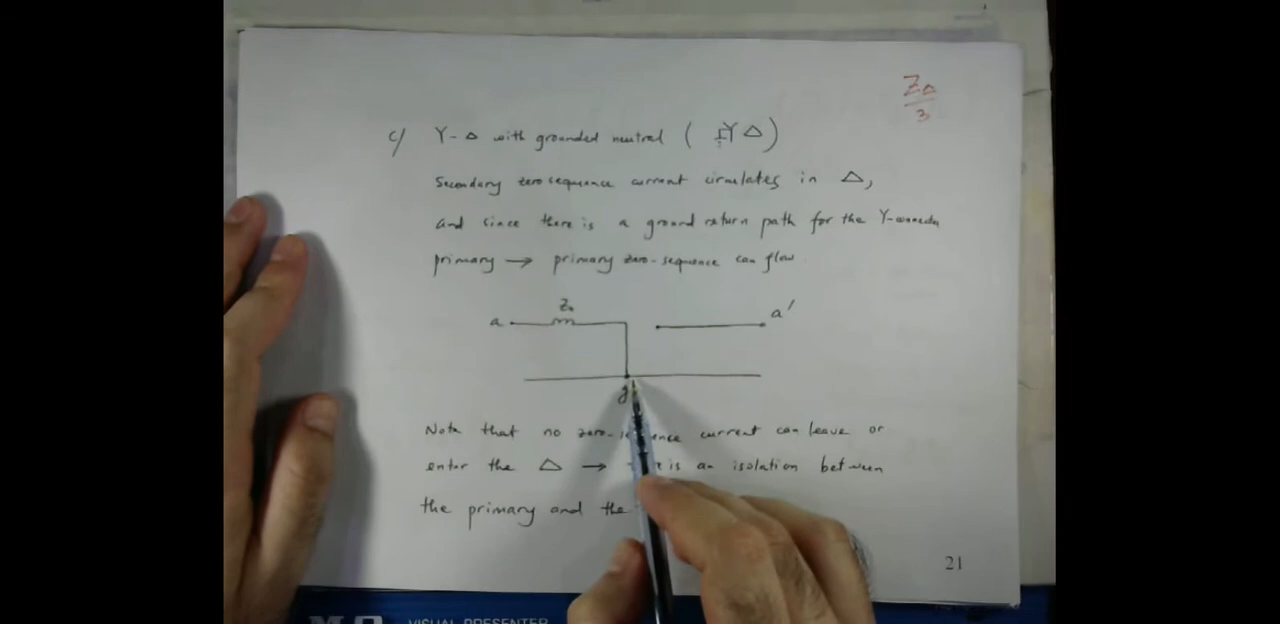 Z₀
3
c) Y-Δ with grounded neutral ( Y Δ)
Secondary zero sequence current circulates in Δ,
and since there is a ground return path for the Y-connected
primary → primary zero-sequence can flow
Z₀
a
a'
g
Note that no zero- current can leave or
enter the Δ → is an isolation between
the primary and the
21
VISUAL PRESENTER